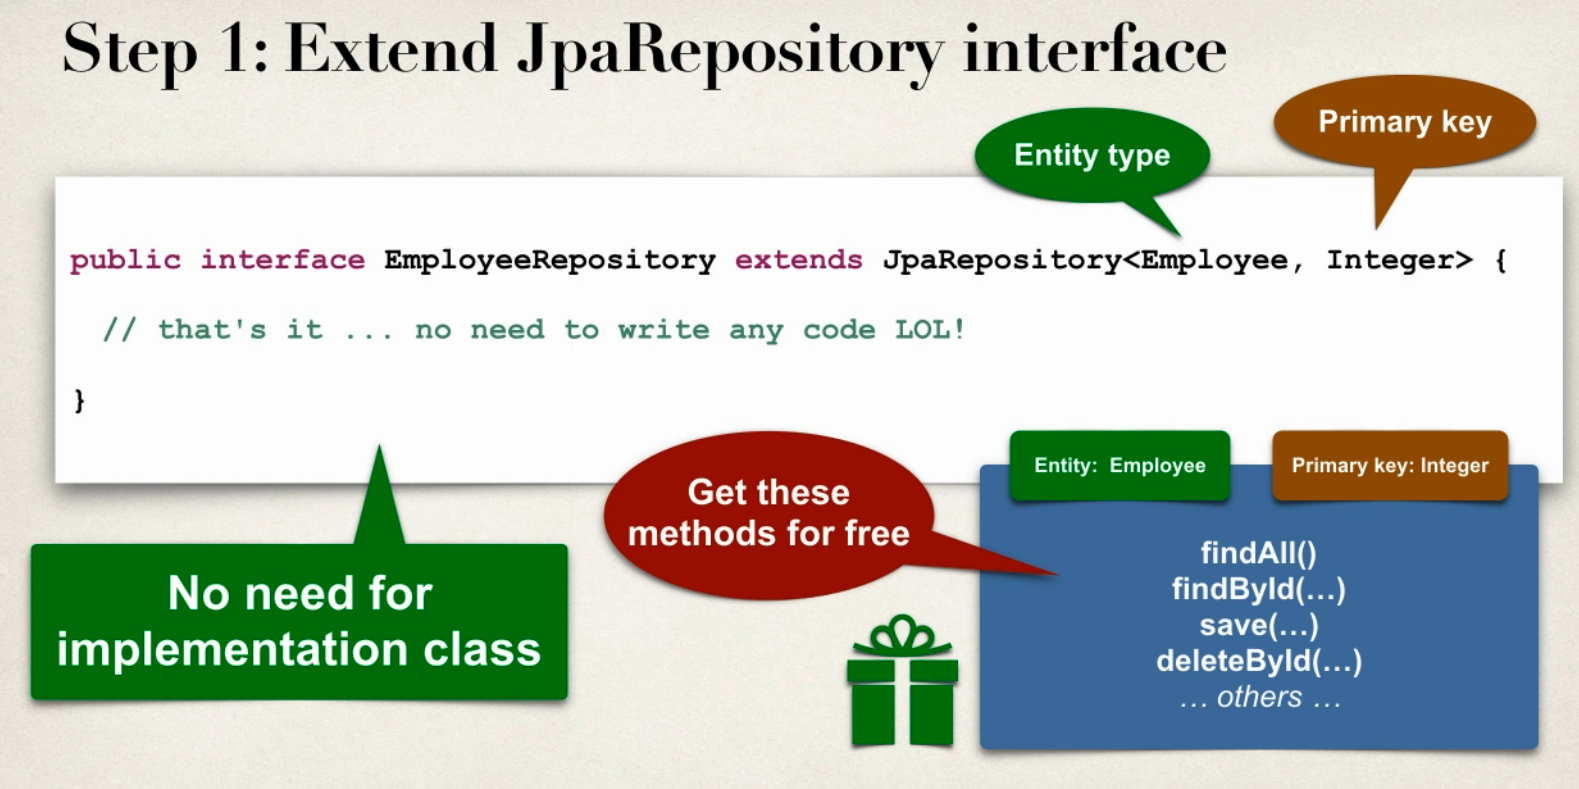 Step 1: Extend JpaRepository interface
Primary key
Entity type
public interface EmployeeRepository extends JpaRepository<Employee, Integer> {
// that's it ... no need to write any code LOL!
}
Entity: Employee
Primary key: Integer
Get these
methods for free
No need for
implementation class
findAll()
findById(…)
save(…)
deleteById(…)
… others …